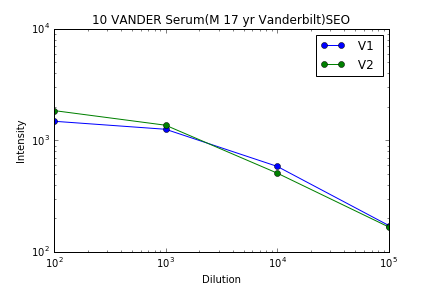 10 VANDER Serum(M 17 yr Vanderbilt)SEO
10^4
V1
V2
Intensity
10^3
10^2
10^2 10^3 10^4 10^5
Dilution